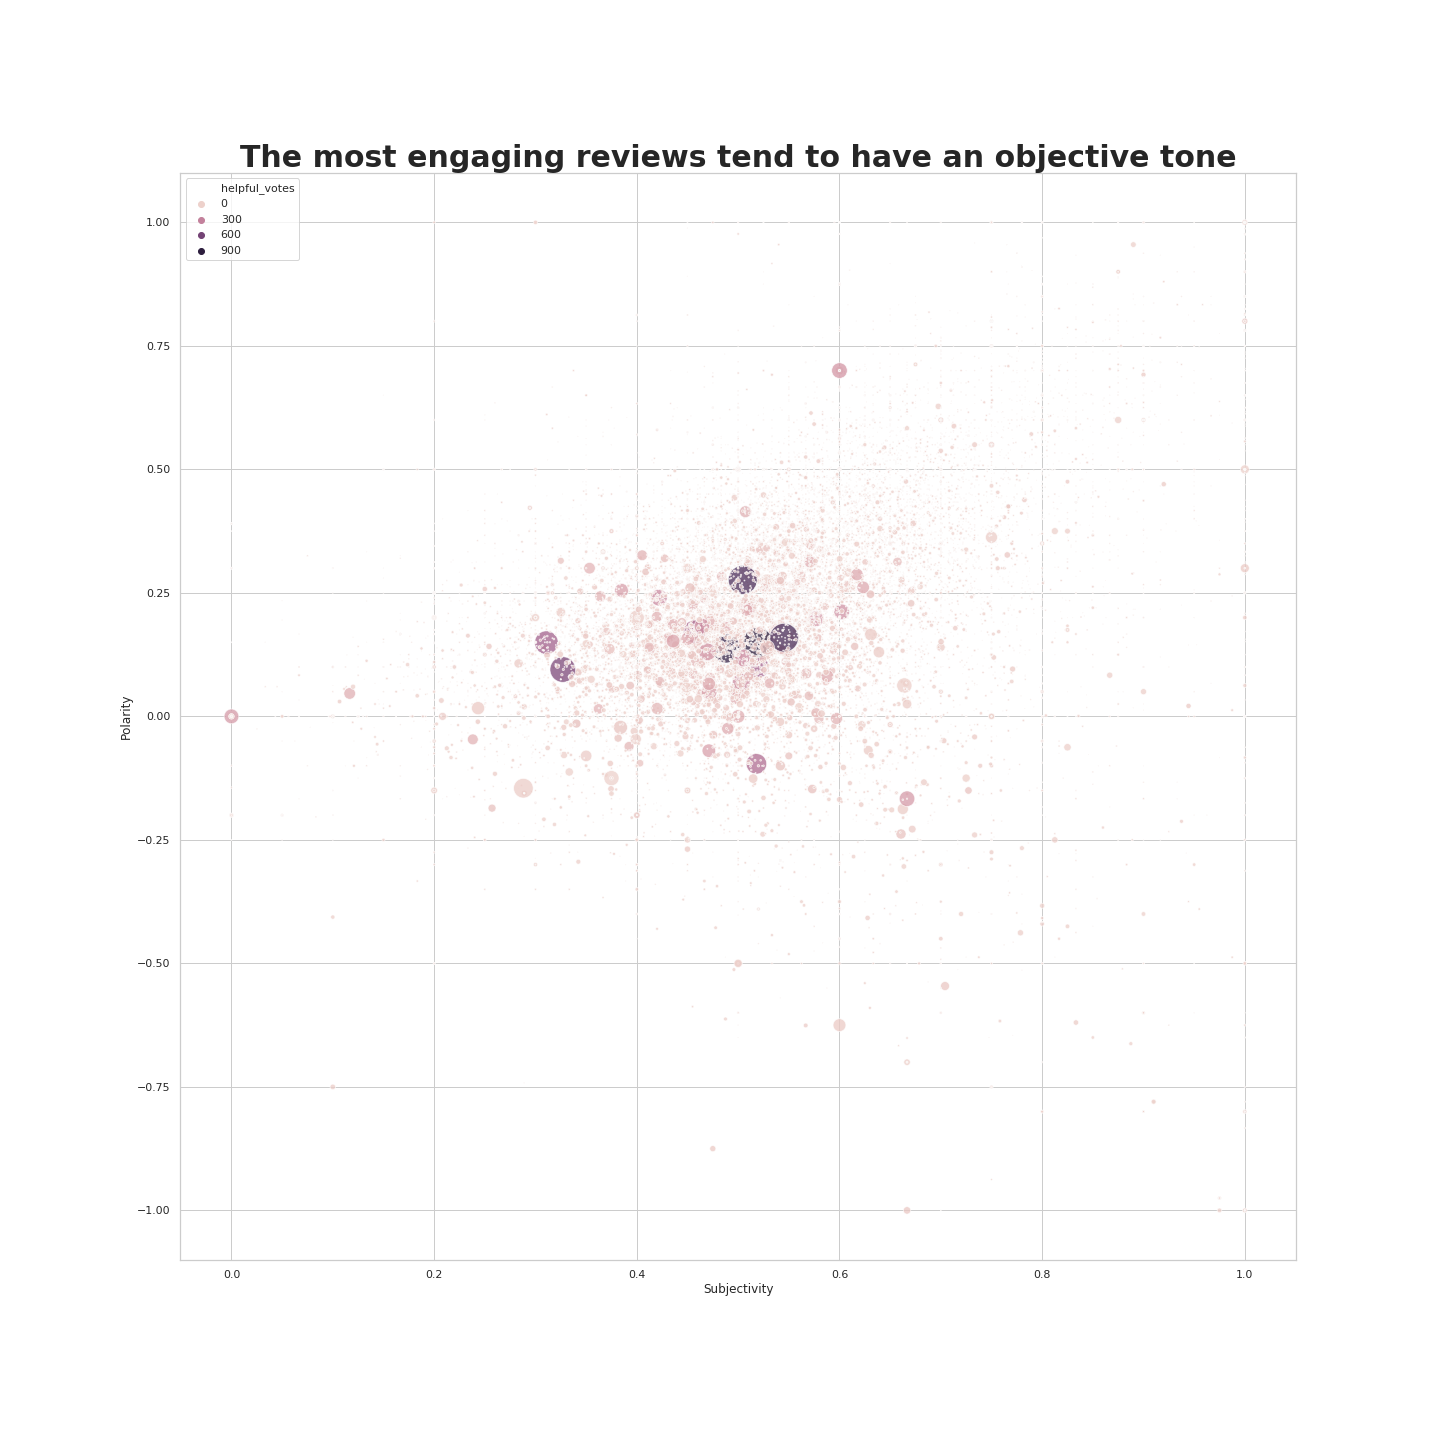 The most engaging reviews tend to have an objective tone
helpful_votes
0
300
600
900
1.00
0.75
0.50
0.25
0.00
−0.25
−0.50
−0.75
−1.00
Polarity
0.0 0.2 0.4 0.6 0.8 1.0
Subjectivity